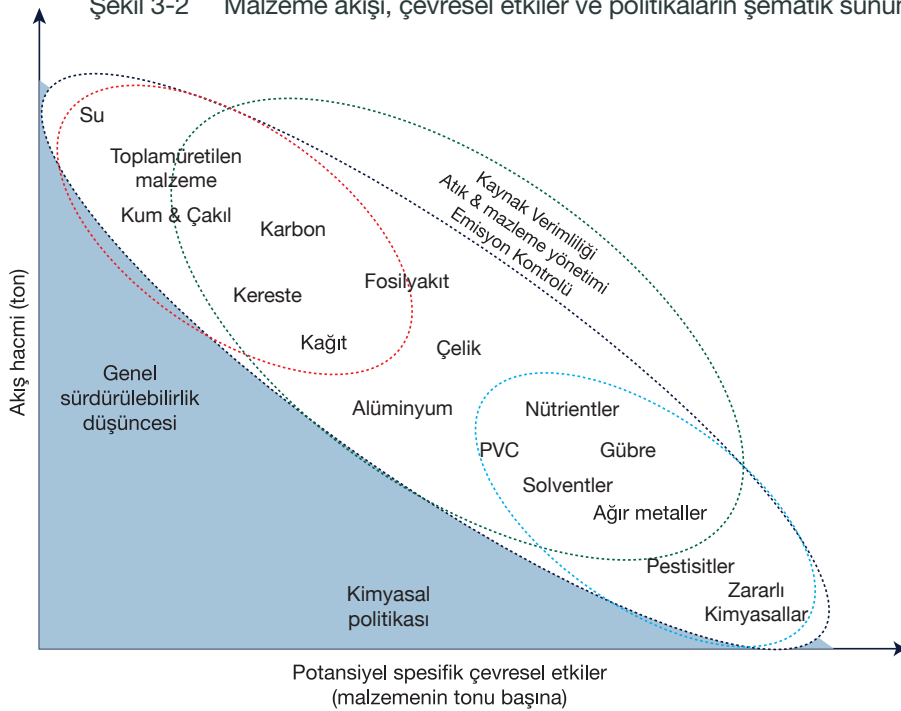 Şekil 3-2 Malzeme akışı, çevresel etkiler ve politikaların şematik
Akış hacmi (ton)
Su
Toplamüretilen
malzeme
Kum & Çakıl
Karbon
Kereste
Fosilyakıt
Kağıt
Çelik
Alüminyum
Kaynak Verimliliği
Atık & mazleme yönetimi
Emisyon Kontrolü
Genel
sürdürülebilirlik
düşüncesi
Nütrientler
PVC
Gübre
Solventler
Ağır metaller
Pestisitler
Zararlı
Kimyasallar
Kimyasal
politikası
Potansiyel spesifik çevresel etkiler
(malzemenin tonu başına)